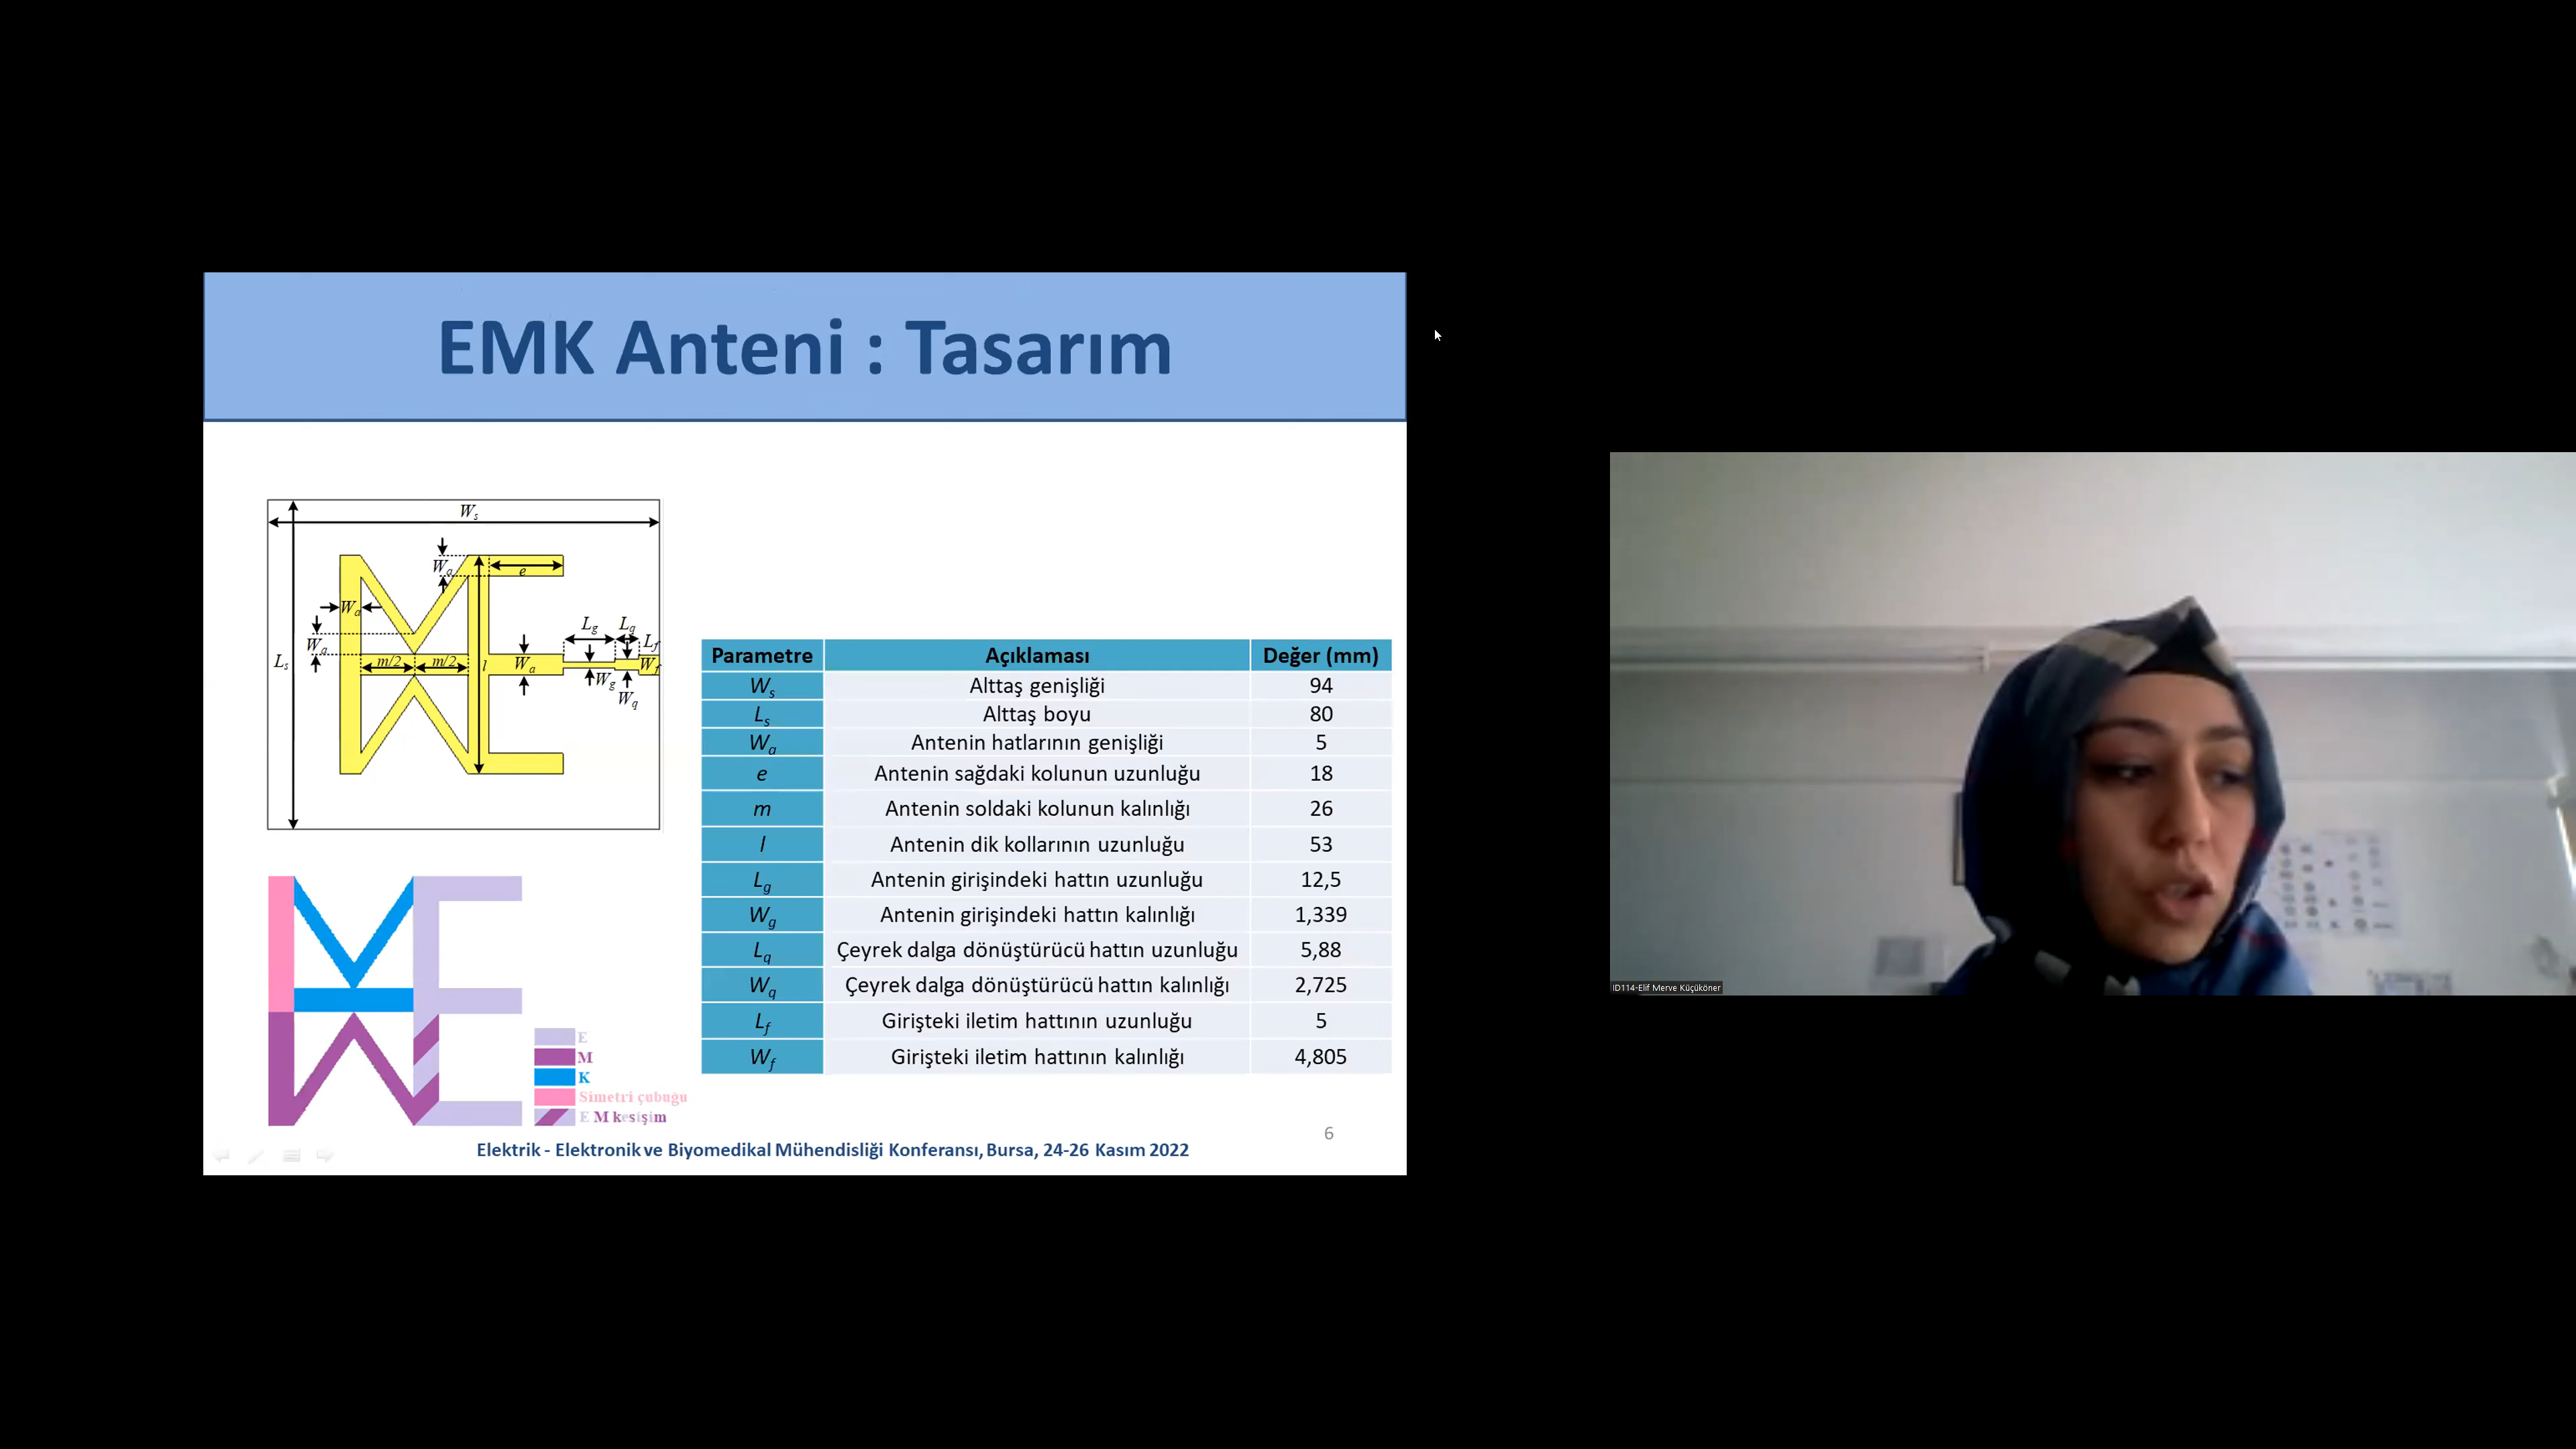 EMK Anteni : Tasarım
Ws
Wa
e
Wa
Wa
Ls
m/2 m/2
l
Wa
Lg
Lq
Lf
Wg
Wq
Wf
Parametre Açıklaması Değer (mm)
Ws Alttaş genişliği 94
Ls Alttaş boyu 80
Wa Antenin hatlarının genişliği 5
e Antenin sağdaki kolunun uzunluğu 18
m Antenin soldaki kolunun kalınlığı 26
l Antenin dik kollarının uzunluğu 53
Lg Antenin girişindeki hattın uzunluğu 12,5
Wg Antenin girişindeki hattın kalınlığı 1,339
Lq Çeyrek dalga dönüştürücü hattın uzunluğu 5,88
Wq Çeyrek dalga dönüştürücü hattın kalınlığı 2,725
Lf Girişteki iletim hattının uzunluğu 5
Wf Girişteki iletim hattının kalınlığı 4,805
E
M
K
Simetri çubuğu
E M kesişim
6
Elektrik - Elektronik ve Biyomedikal Mühendisliği Konferansı, Bursa, 24-26 Kasım 2022
ID114-Elif Merve Küçüköner